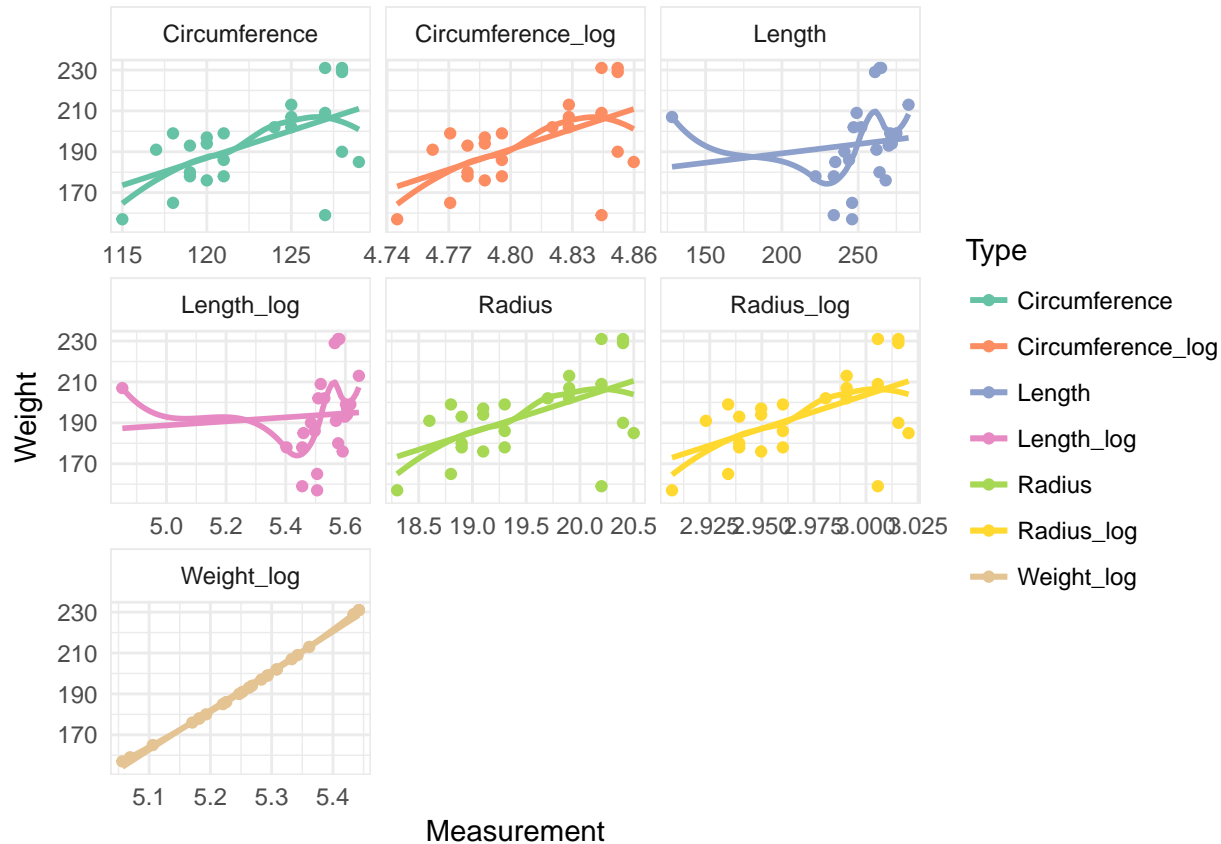 Circumference Circumference_log Length
230
210
190
170
115 120 125 4.74 4.77 4.80 4.83 4.86 150 200 250
Length_log Radius Radius_log
230
210
190
170
5.0 5.2 5.4 5.6 18.5 19.0 19.5 20.0 20.5 2.925 2.950 2.975 3.000 3.025
Weight_log
230
210
190
170
5.1 5.2 5.3 5.4
Measurement
Weight
Type
Circumference
Circumference_log
Length
Length_log
Radius
Radius_log
Weight_log